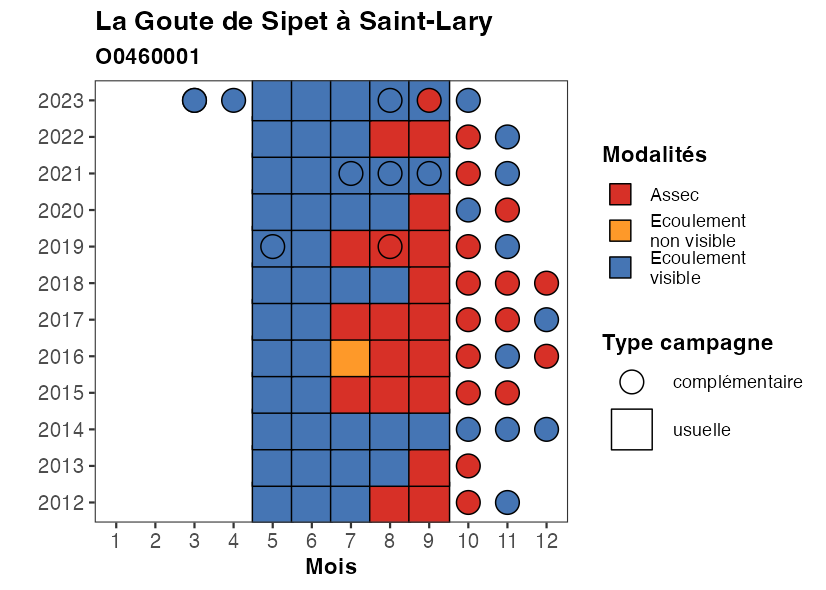 La Goute de Sipet à Saint-Lary
O0460001
2023
2022
2021
2020
2019
2018
2017
2016
2015
2014
2013
2012
1 2 3 4 5 6 7 8 9 10 11 12
Mois
Modalités
Assec
Ecoulement
non visible
Ecoulement
visible
Type campagne
complémentaire
usuelle